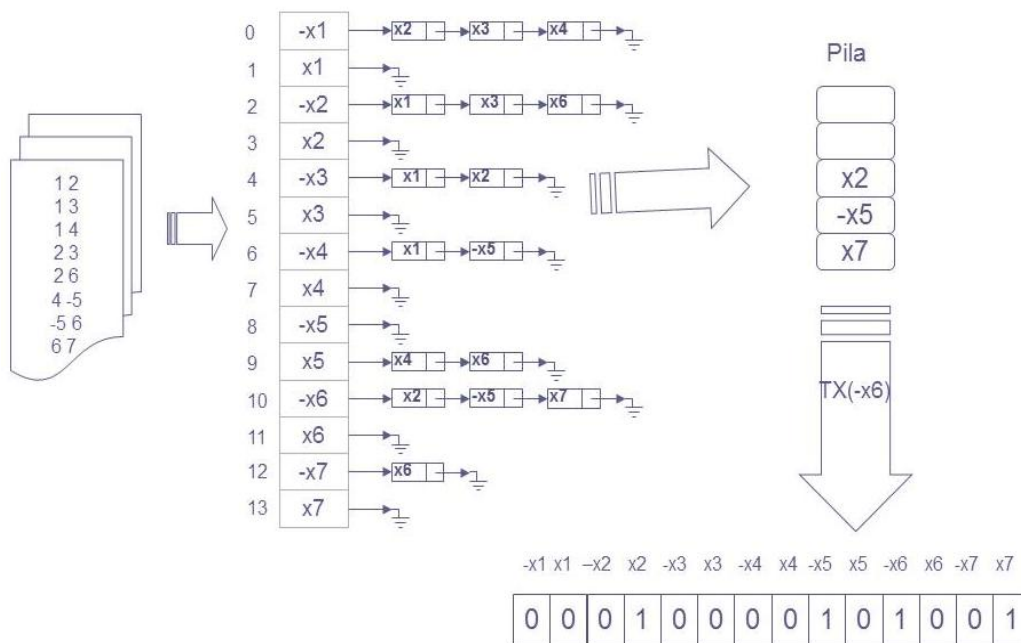 1 2
1 3
1 4
2 3
2 6
4 -5
-5 6
6 7
0 -x1 x2 x3 x4
1 x1
2 -x2 x1 x3 x6
3 x2
4 -x3 x1 x2
5 x3
6 -x4 x1 -x5
7 x4
8 -x5
9 x5 x4 x6
10 -x6 x2 -x5 x7
11 x6
12 -x7 x6
13 x7
Pila
x2
-x5
x7
TX(-x6)
-x1 x1 –x2 x2 -x3 x3 -x4 x4 -x5 x5 -x6 x6 -x7 x7
0 0 0 1 0 0 0 0 1 0 1 0 0 1